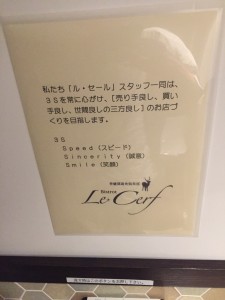 私たち「ル・セール」スタッフ一同は、
３Ｓを常に心がけ、[売り手良し、買い
手良し、世間良しの三方良し]のお店づ
くりを目指します。
３Ｓ
Ｓｐｅｅｄ（スピード）
Ｓｉｎｃｅｒｉｔｙ（誠意）
Ｓｍｉｌｅ（笑顔）
Le Cerf